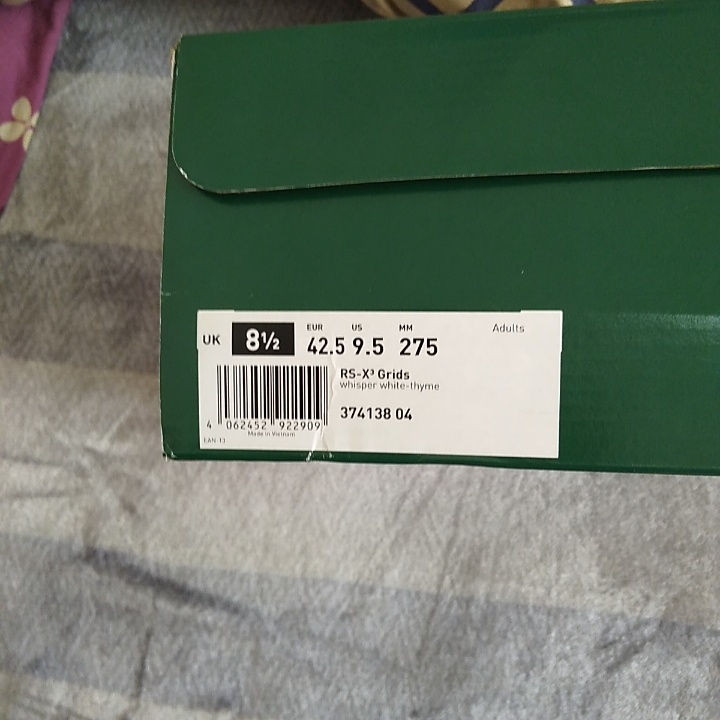 UK 8½ EUR 42.5 US 9.5 MM 275 Adults
RS-X³ Grids
whisper white-thyme
374138 04
4 062452 922909
Made in Vietnam
EAN-13